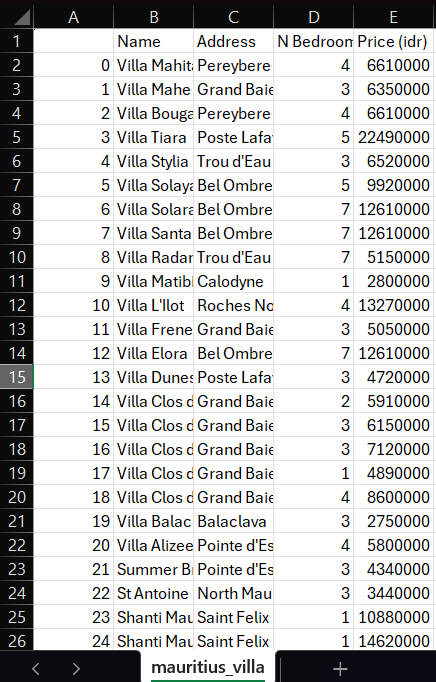 A B C D E
1 Name Address N Bedroom Price (idr)
2 0 Villa Mahita Pereybere 4 6610000
3 1 Villa Mahe Grand Baie 3 6350000
4 2 Villa Bouga Pereybere 4 6610000
5 3 Villa Tiara Poste Lafa 5 22490000
6 4 Villa Stylia Trou d'Eau 3 6520000
7 5 Villa Solaya Bel Ombre 5 9920000
8 6 Villa Solara Bel Ombre 7 12610000
9 7 Villa Santa Bel Ombre 7 12610000
10 8 Villa Radar Trou d'Eau 7 5150000
11 9 Villa Matibi Calodyne 1 2800000
12 10 Villa L'Ilot Roches No 4 13270000
13 11 Villa Frene Grand Baie 3 5050000
14 12 Villa Elora Bel Ombre 7 12610000
15 13 Villa Dunes Poste Lafa 3 4720000
16 14 Villa Clos d Grand Baie 2 5910000
17 15 Villa Clos d Grand Baie 3 6150000
18 16 Villa Clos d Grand Baie 3 7120000
19 17 Villa Clos d Grand Baie 1 4890000
20 18 Villa Clos d Grand Baie 4 8600000
21 19 Villa Balac Balaclava 3 2750000
22 20 Villa Alizee Pointe d'Es 4 5800000
23 21 Summer B Pointe d'Es 3 4340000
24 22 St Antoine North Mau 3 3440000
25 23 Shanti Mau Saint Felix 1 10880000
26 24 Shanti Mau Saint Felix 1 14620000
mauritius_villa